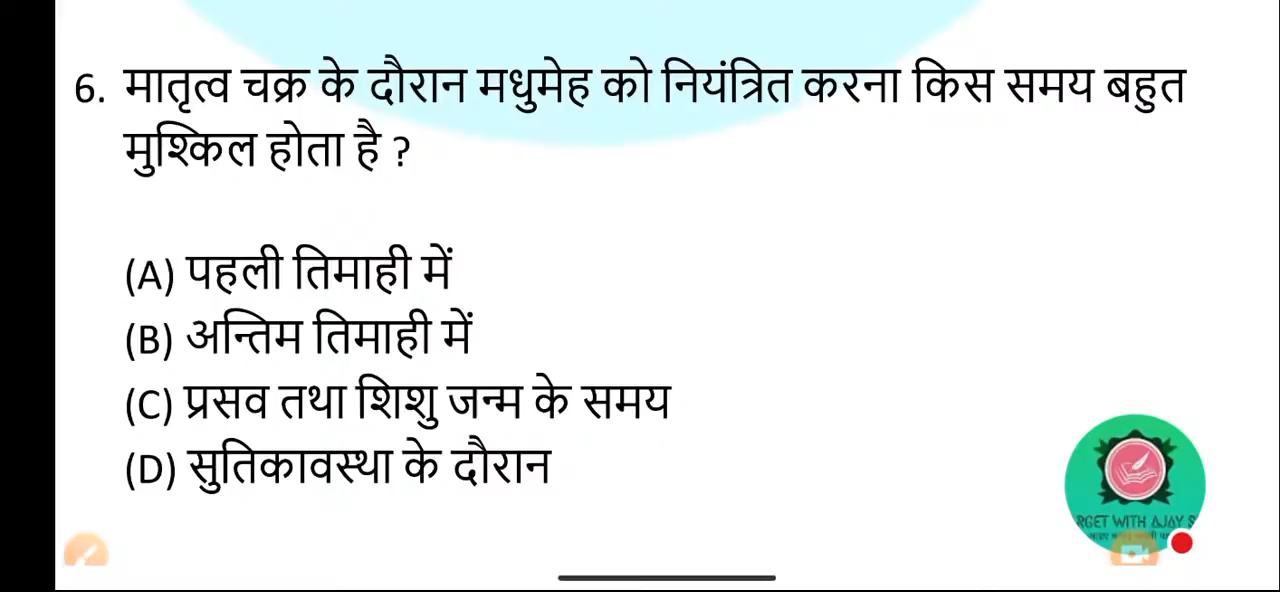 6. मातृत्व चक्र के दौरान मधुमेह को नियंत्रित करना किस समय बहुत
मुश्किल होता है ?
(A) पहली तिमाही में
(B) अन्तिम तिमाही में
(C) प्रसव तथा शिशु जन्म के समय
(D) सुतिकावस्था के दौरान
RGET WITH AJAY S